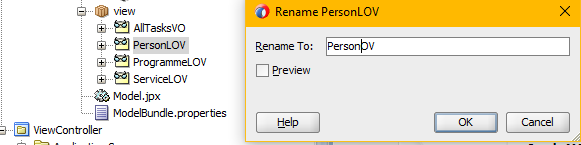 view
AllTasksVO
PersonLOV
ProgrammeLOV
ServiceLOV
Model.jpx
ModelBundle.properties
ViewController
Rename PersonLOV
Rename To: PersonOV
Preview
Help
OK
Cancel